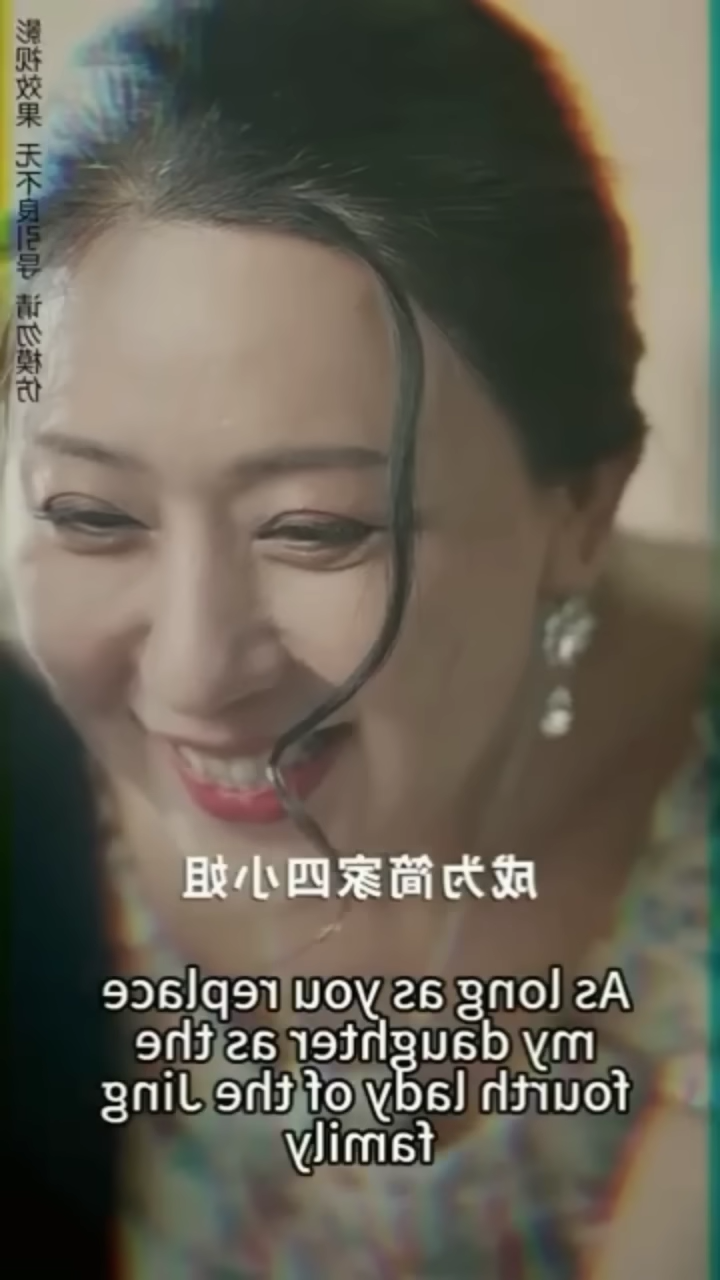 影视效果 无不良引导 请勿模仿
成为简家四小姐
As long as you replace
my daughter as the
fourth lady of the Jing
family